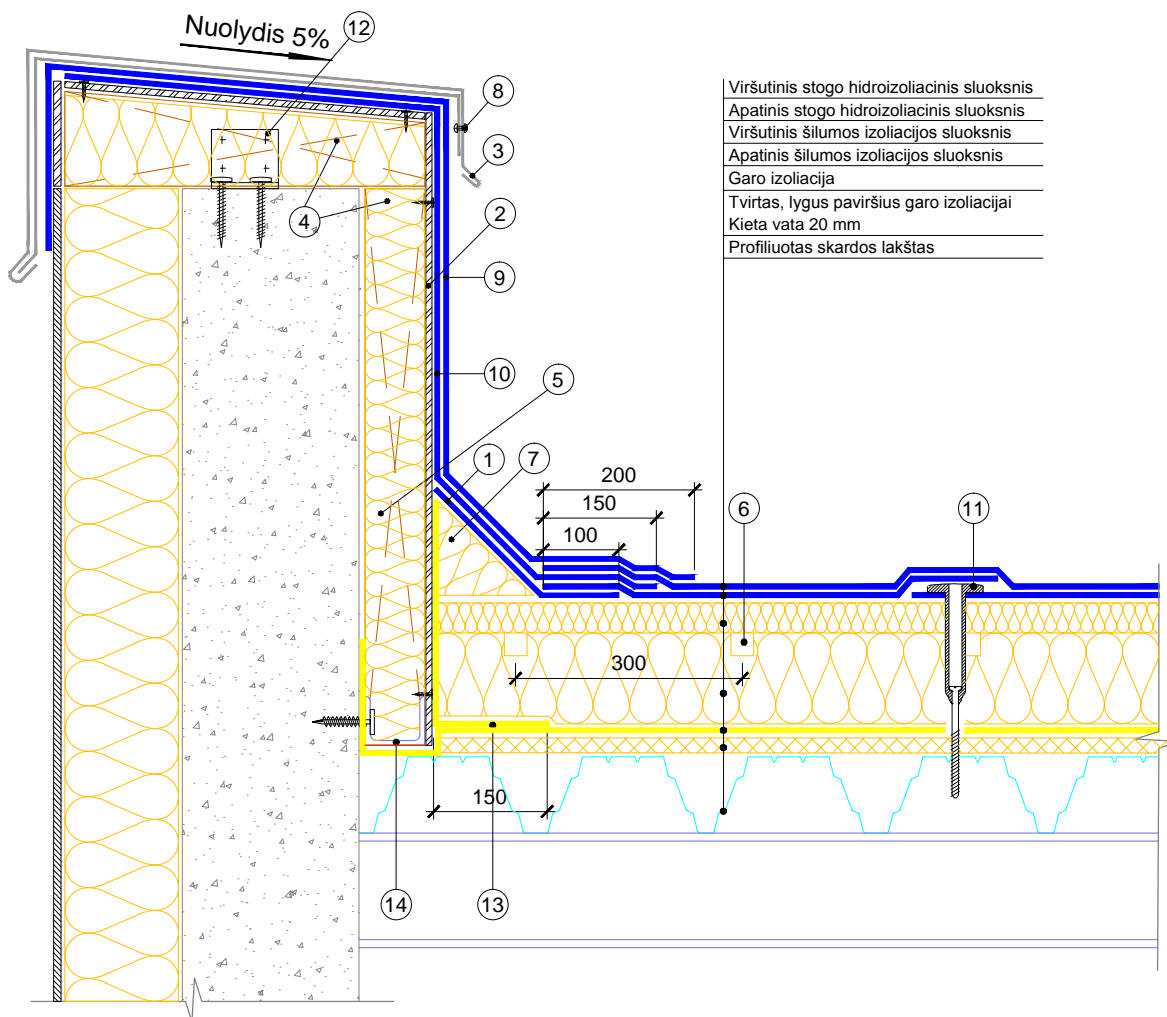 Nuolydis 5%
12
Viršutinis stogo hidroizoliacinis sluoksnis
Apatinis stogo hidroizoliacinis sluoksnis
Viršutinis šilumos izoliacijos sluoksnis
Apatinis šilumos izoliacijos sluoksnis
Garo izoliacija
Tvirtas, lygus paviršius garo izoliacijai
Kieta vata 20 mm
Profiliuotas skardos lakštas
8
3
4
2
9
10
5
1
7
200
150
100
6
11
300
150
14
13